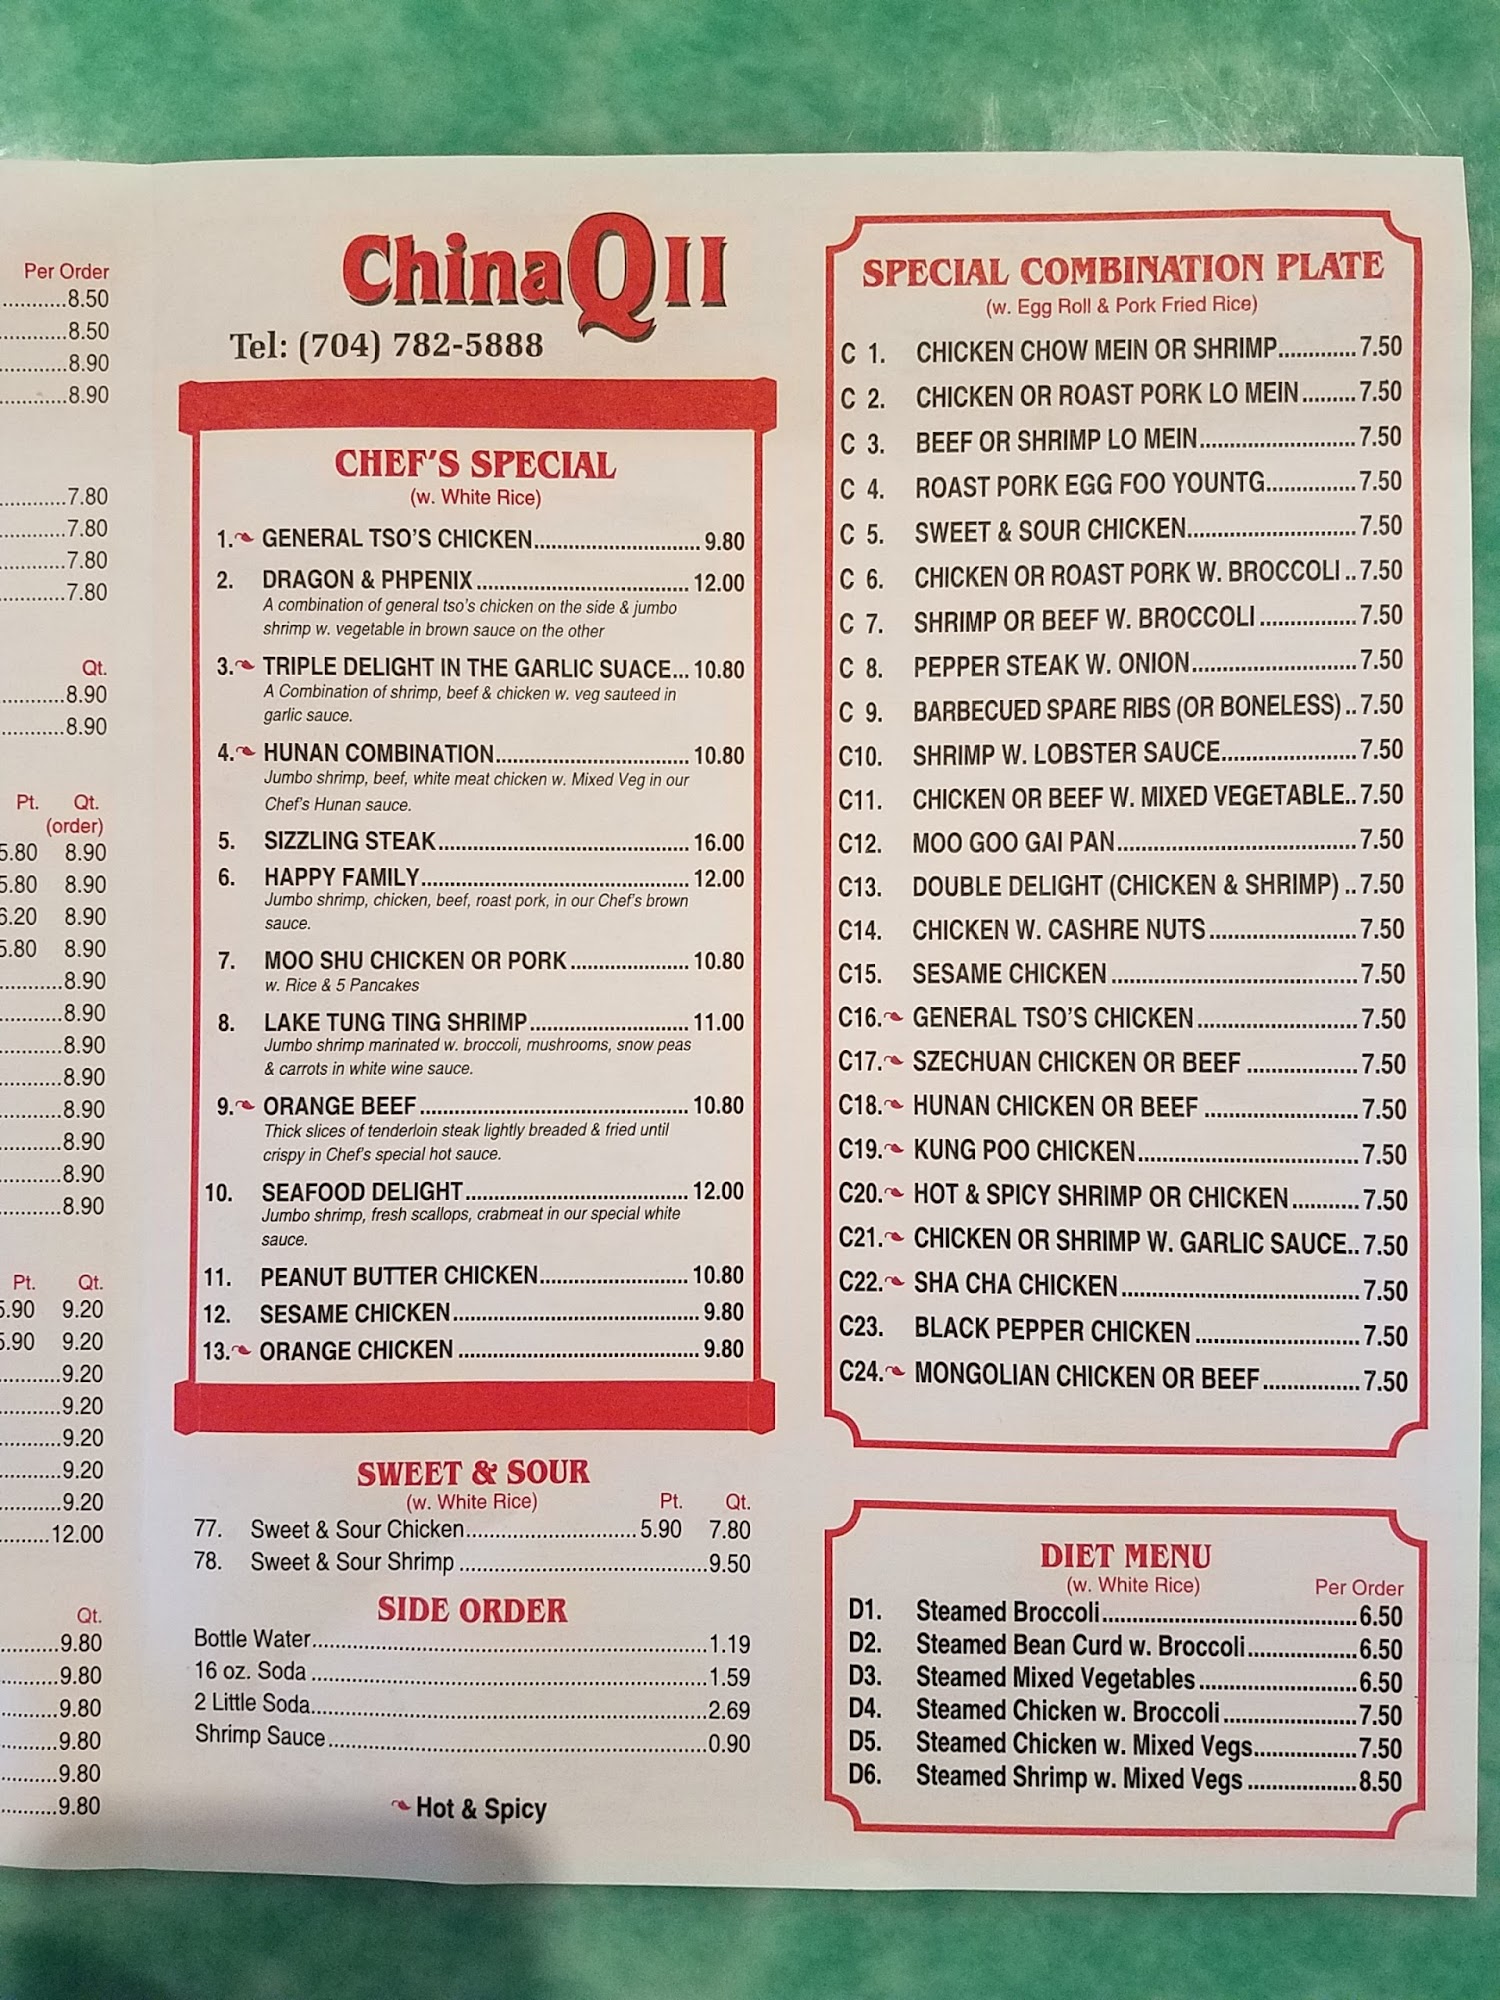 Per Order
8.50
8.50
8.90
8.90
7.80
7.80
7.80
7.80
Qt.
8.90
8.90
Pt. Qt.
(order)
5.80 8.90
5.80 8.90
6.20 8.90
5.80 8.90
8.90
8.90
8.90
8.90
8.90
8.90
8.90
8.90
Pt. Qt.
5.90 9.20
5.90 9.20
9.20
9.20
9.20
9.20
9.20
12.00
Qt.
9.80
9.80
9.80
9.80
9.80
9.80
China Q II
Tel: (704) 782-5888
CHEF'S SPECIAL
(w. White Rice)
1. GENERAL TSO'S CHICKEN 9.80
2. DRAGON & PHPENIX 12.00
A combination of general tso's chicken on the side & jumbo
shrimp w. vegetable in brown sauce on the other
3. TRIPLE DELIGHT IN THE GARLIC SUACE... 10.80
A Combination of shrimp, beef & chicken w. veg sauteed in
garlic sauce.
4. HUNAN COMBINATION 10.80
Jumbo shrimp, beef, white meat chicken w. Mixed Veg in our
Chef's Hunan sauce.
5. SIZZLING STEAK 16.00
6. HAPPY FAMILY 12.00
Jumbo shrimp, chicken, beef, roast pork, in our Chef's brown
sauce.
7. MOO SHU CHICKEN OR PORK 10.80
w. Rice & 5 Pancakes
8. LAKE TUNG TING SHRIMP 11.00
Jumbo shrimp marinated w. broccoli, mushrooms, snow peas
& carrots in white wine sauce.
9. ORANGE BEEF 10.80
Thick slices of tenderloin steak lightly breaded & fried until
crispy in Chef's special hot sauce.
10. SEAFOOD DELIGHT 12.00
Jumbo shrimp, fresh scallops, crabmeat in our special white
sauce.
11. PEANUT BUTTER CHICKEN 10.80
12. SESAME CHICKEN 9.80
13. ORANGE CHICKEN 9.80
SWEET & SOUR
(w. White Rice) Pt. Qt.
77. Sweet & Sour Chicken 5.90 7.80
78. Sweet & Sour Shrimp 9.50
SIDE ORDER
Bottle Water 1.19
16 oz. Soda 1.59
2 Little Soda 2.69
Shrimp Sauce 0.90
Hot & Spicy
SPECIAL COMBINATION PLATE
(w. Egg Roll & Pork Fried Rice)
C 1. CHICKEN CHOW MEIN OR SHRIMP 7.50
C 2. CHICKEN OR ROAST PORK LO MEIN 7.50
C 3. BEEF OR SHRIMP LO MEIN 7.50
C 4. ROAST PORK EGG FOO YOUNTG 7.50
C 5. SWEET & SOUR CHICKEN 7.50
C 6. CHICKEN OR ROAST PORK W. BROCCOLI 7.50
C 7. SHRIMP OR BEEF W. BROCCOLI 7.50
C 8. PEPPER STEAK W. ONION 7.50
C 9. BARBECUED SPARE RIBS (OR BONELESS) 7.50
C10. SHRIMP W. LOBSTER SAUCE 7.50
C11. CHICKEN OR BEEF W. MIXED VEGETABLE 7.50
C12. MOO GOO GAI PAN 7.50
C13. DOUBLE DELIGHT (CHICKEN & SHRIMP) 7.50
C14. CHICKEN W. CASHRE NUTS 7.50
C15. SESAME CHICKEN 7.50
C16. GENERAL TSO'S CHICKEN 7.50
C17. SZECHUAN CHICKEN OR BEEF 7.50
C18. HUNAN CHICKEN OR BEEF 7.50
C19. KUNG POO CHICKEN 7.50
C20. HOT & SPICY SHRIMP OR CHICKEN 7.50
C21. CHICKEN OR SHRIMP W. GARLIC SAUCE 7.50
C22. SHA CHA CHICKEN 7.50
C23. BLACK PEPPER CHICKEN 7.50
C24. MONGOLIAN CHICKEN OR BEEF 7.50
DIET MENU
(w. White Rice) Per Order
D1. Steamed Broccoli 6.50
D2. Steamed Bean Curd w. Broccoli 6.50
D3. Steamed Mixed Vegetables 6.50
D4. Steamed Chicken w. Broccoli 7.50
D5. Steamed Chicken w. Mixed Vegs 7.50
D6. Steamed Shrimp w. Mixed Vegs 8.50